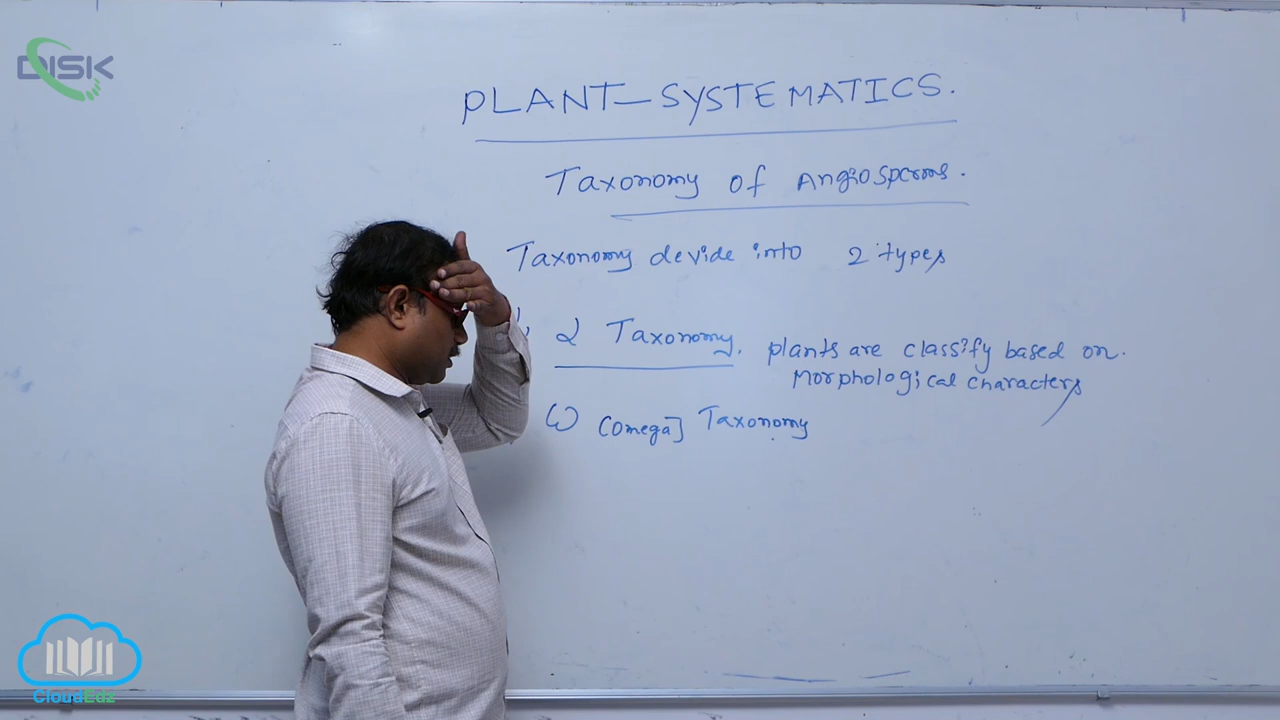 DISK
PLANT-SYSTEMATICS.
Taxonomy of Angiosperms.
Taxonomy devide into 2 types
α Taxonomy. plants are classify based on.
Morphological characters
ω (omega] Taxonomy
CloudEdz